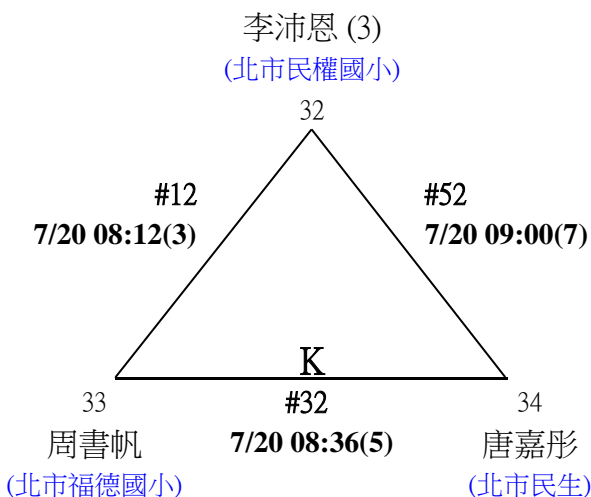 李沛恩 (3)
(北市民權國小)
32
#12
7/20 08:12(3)
#52
7/20 09:00(7)
K
33
#32
34
周書帆
7/20 08:36(5)
唐嘉彤
(北市福德國小)
(北市民生)